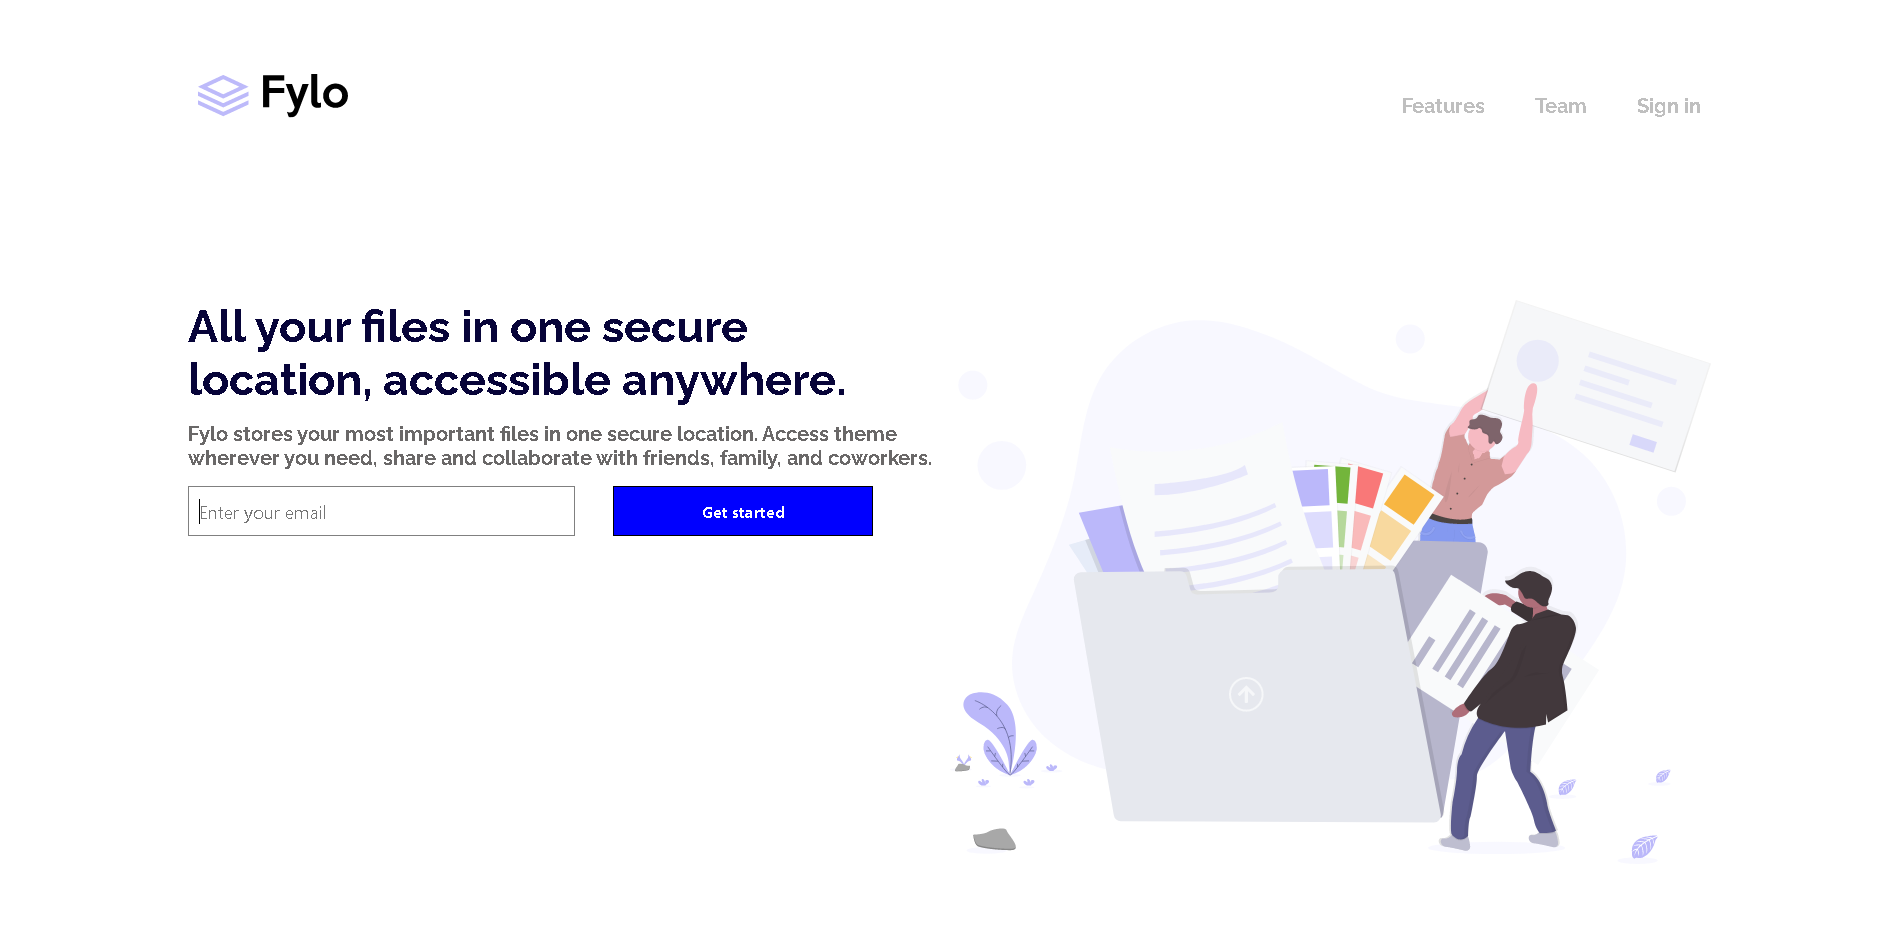 Fylo
Features Team Sign in
All your files in one secure
location, accessible anywhere.
Fylo stores your most important files in one secure location. Access theme
wherever you need, share and collaborate with friends, family, and coworkers.
Enter your email
Get started